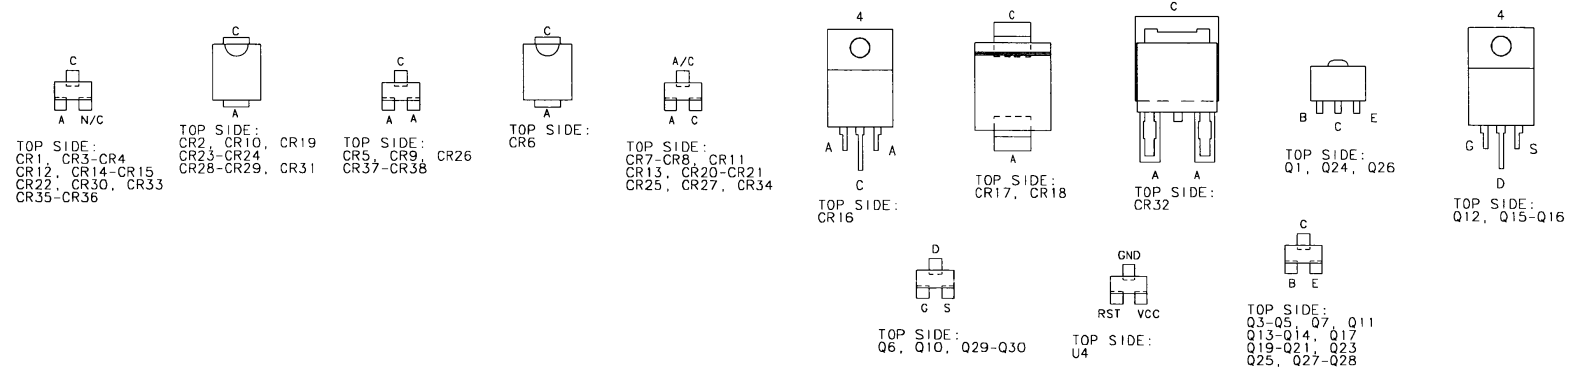 C
A N/C
TOP SIDE:
CR1, CR3-CR4
CR12, CR14-CR15
CR22, CR30, CR33
CR35-CR36
C
A
TOP SIDE:
CR2, CR10, CR19
CR23-CR24
CR28-CR29, CR31
C
A A
TOP SIDE:
CR5, CR9, CR26
CR37-CR38
C
A
TOP SIDE:
CR6
A/C
A C
TOP SIDE:
CR7-CR8, CR11
CR13, CR20-CR21
CR25, CR27, CR34
4
A A
C
TOP SIDE:
CR16
C
A
TOP SIDE:
CR17, CR18
C
A A
TOP SIDE:
CR32
B C E
TOP SIDE:
Q1, Q24, Q26
4
G S
D
TOP SIDE:
Q12, Q15-Q16
D
G S
TOP SIDE:
Q6, Q10, Q29-Q30
GND
RST VCC
TOP SIDE:
U4
C
B E
TOP SIDE:
Q3-Q5, Q7, Q11
Q13-Q14, Q17
Q19-Q21, Q23
Q25, Q27-Q28